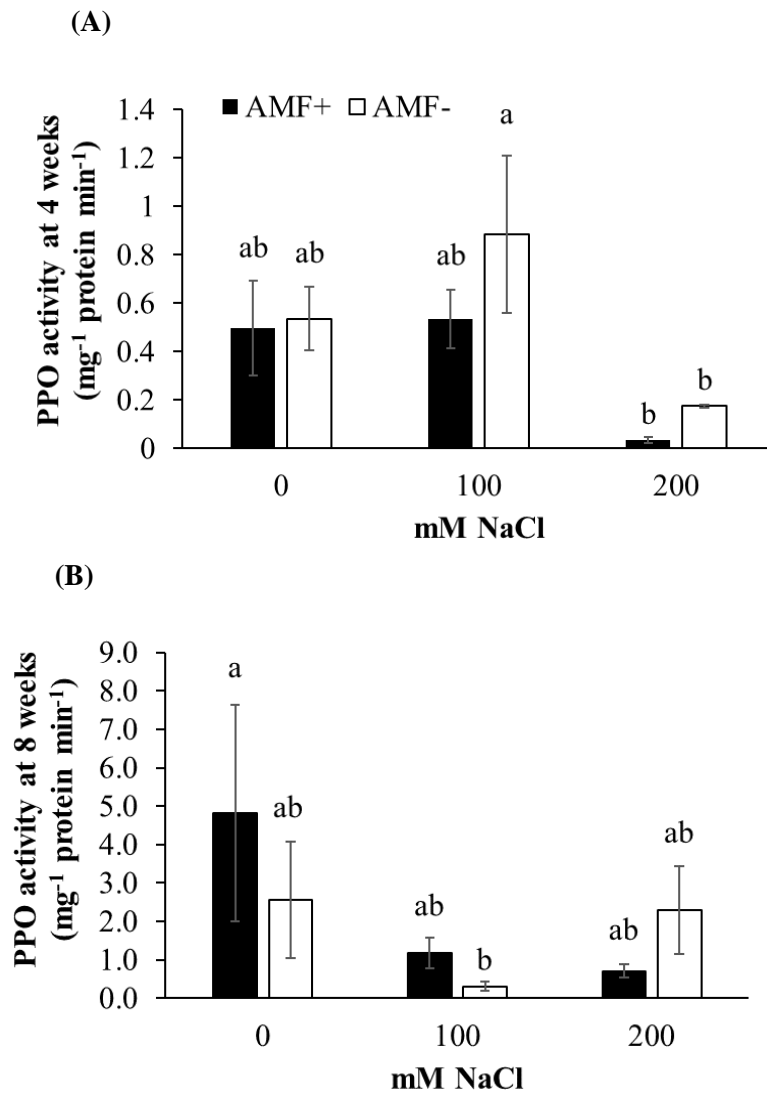 (A)
PPO activity at 4 weeks
(mg⁻¹ protein min⁻¹)
AMF+ AMF-
1.4
1.2
1
0.8
0.6
0.4
0.2
0
ab ab ab a b b
0 100 200
mM NaCl
(B)
PPO activity at 8 weeks
(mg⁻¹ protein min⁻¹)
9.0
8.0
7.0
6.0
5.0
4.0
3.0
2.0
1.0
0.0
a ab ab b ab ab
0 100 200
mM NaCl